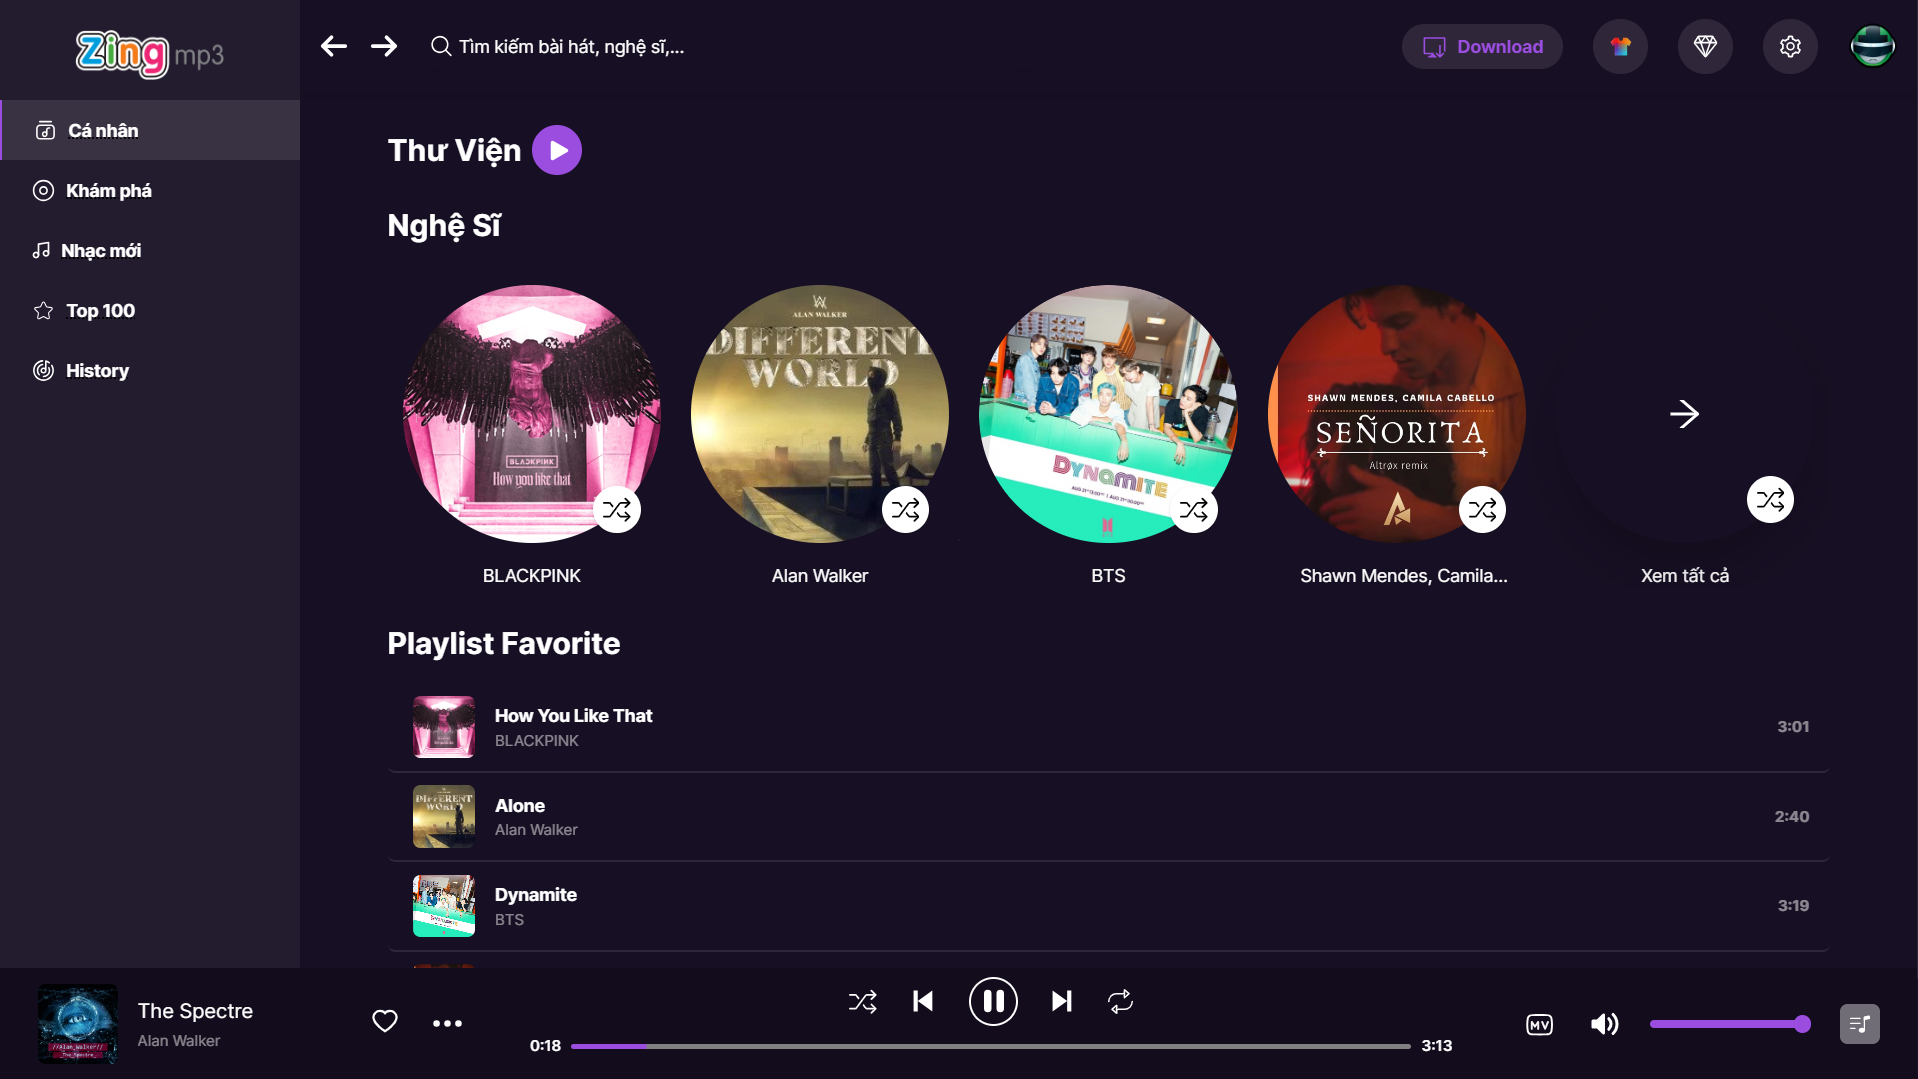 Zing mp3
Tìm kiếm bài hát, nghệ sĩ,...
Download
Cá nhân
Khám phá
Nhạc mới
Top 100
History
Thư Viện
Nghệ Sĩ
BLACKPINK
How you like that
ALAN WALKER
DIFFERENT
WORLD
DYNAMITE
SHAWN MENDES, CAMILA CABELLO
SEÑORITA
Altrøx remix
BLACKPINK
Alan Walker
BTS
Shawn Mendes, Camila...
Xem tất cả
Playlist Favorite
How You Like That
BLACKPINK
3:01
DIFFERENT
WORLD
Alone
Alan Walker
2:40
Dynamite
BTS
3:19
//Alan_Walker//
_The_Spectre_
The Spectre
Alan Walker
0:18
3:13
MV